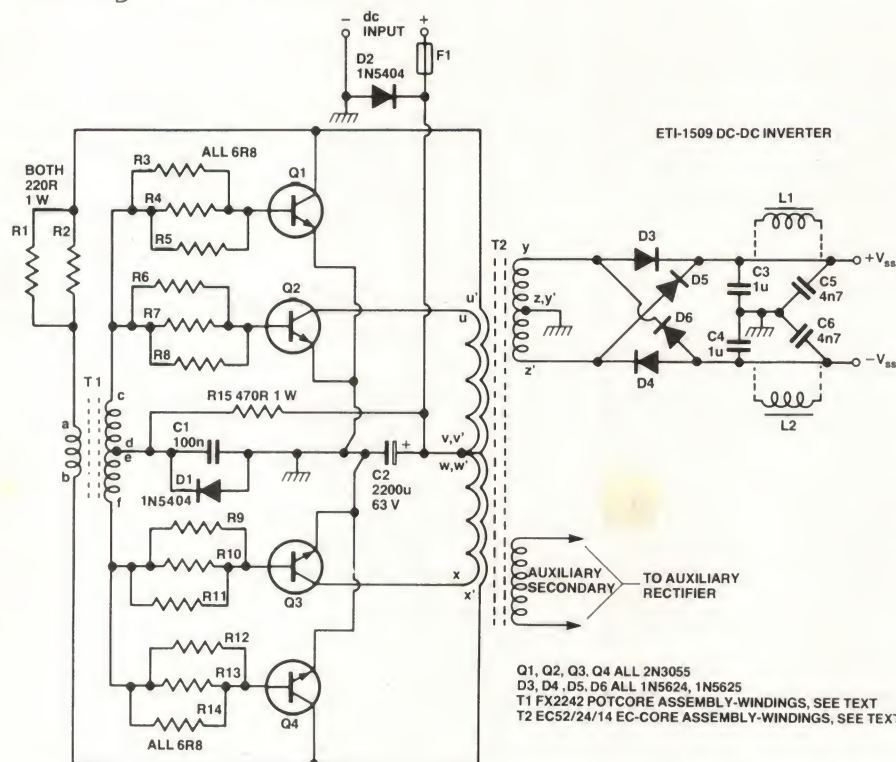 dc
INPUT
− +
D2
1N5404
F1
ETI-1509 DC-DC INVERTER
BOTH
220R
1 W
R1
R2
R3
ALL 6R8
R4
R5
Q1
R6
R7
R8
Q2
T1
a
b
c
d
e
f
R15 470R 1 W
C1
100n
D1
1N5404
C2
2200u
63 V
+
R9
R10
R11
Q3
R12
R13
R14
Q4
ALL 6R8
u'
u
v,v'
w,w'
x
x'
T2
y
z,y'
z'
D3
D5
D6
D4
C3
1u
C4
1u
L1
C5
4n7
C6
4n7
L2
+Vss
−Vss
AUXILIARY
SECONDARY
TO AUXILIARY
RECTIFIER
Q1, Q2, Q3, Q4 ALL 2N3055
D3, D4 ,D5, D6 ALL 1N5624, 1N5625
T1 FX2242 POTCORE ASSEMBLY-WINDINGS, SEE TEXT
T2 EC52/24/14 EC-CORE ASSEMBLY-WINDINGS, SEE TEXT